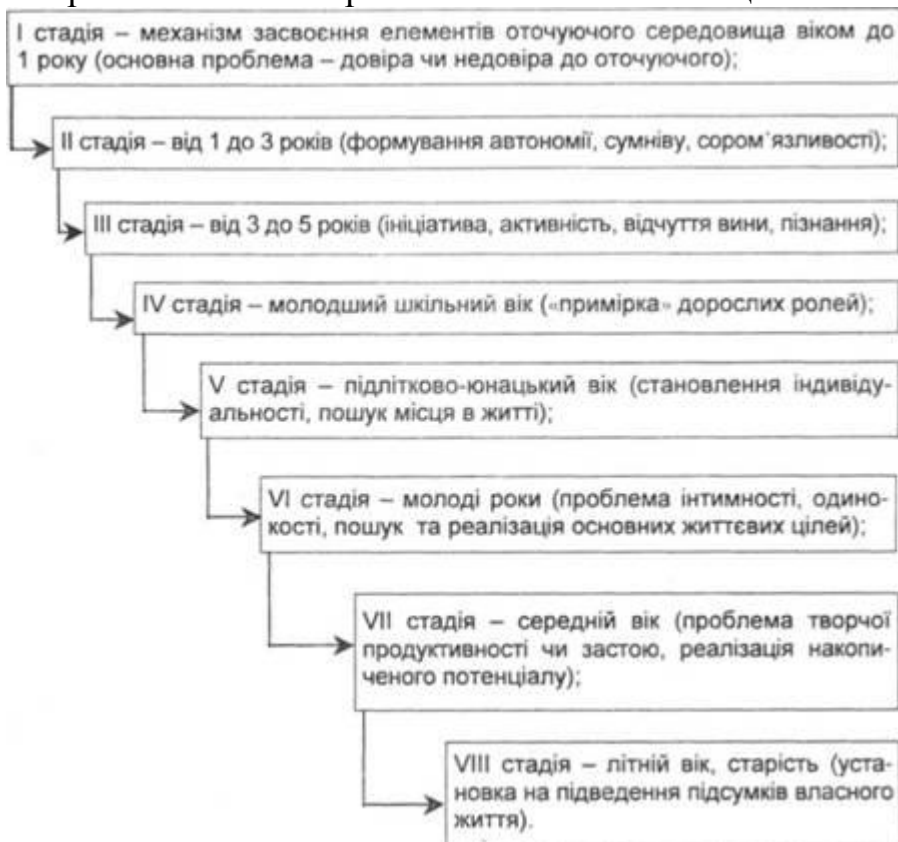 І стадія – механізм засвоєння елементів оточуючого середовища віком до
1 року (основна проблема – довіра чи недовіра до оточуючого);
ІІ стадія – від 1 до 3 років (формування автономії, сумніву, сором´язливості);
ІІІ стадія – від 3 до 5 років (ініціатива, активність, відчуття вини, пізнання);
IV стадія – молодший шкільний вік («примірка» дорослих ролей);
V стадія – підлітково-юнацький вік (становлення індивіду-
альності, пошук місця в житті);
VI стадія – молоді роки (проблема інтимності, одино-
кості, пошук та реалізація основних життєвих цілей);
VII стадія – середній вік (проблема творчої
продуктивності чи застою, реалізація накопи-
ченого потенціалу);
VIII стадія – літній вік, старість (уста-
новка на підведення підсумків власного
життя).